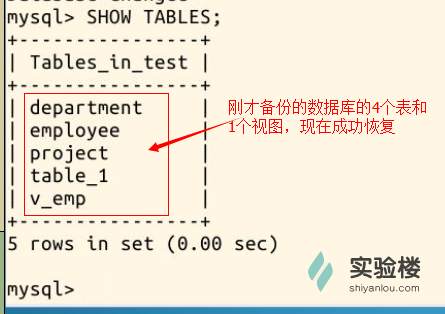 mysql> SHOW TABLES;
+----------------+
| Tables_in_test |
+----------------+
| department     |
| employee       |
| project        |
| table_1        |
| v_emp          |
+----------------+
5 rows in set (0.00 sec)
mysql>
刚才备份的数据库的4个表和
1个视图，现在成功恢复
实验楼
shiyanlou.com